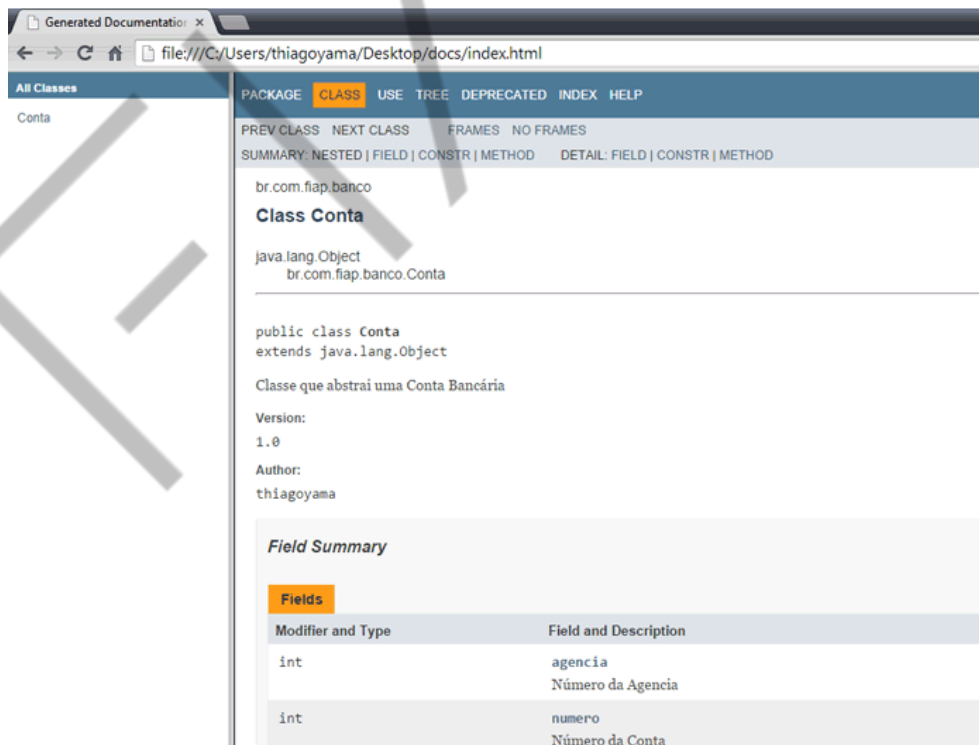 Generated Documentation
file:///C:/Users/thiagoyama/Desktop/docs/index.html
All Classes
Conta
PACKAGE CLASS USE TREE DEPRECATED INDEX HELP
PREV CLASS NEXT CLASS FRAMES NO FRAMES
SUMMARY: NESTED | FIELD | CONSTR | METHOD DETAIL: FIELD | CONSTR | METHOD
br.com.fiap.banco
Class Conta
java.lang.Object
br.com.fiap.banco.Conta
public class Conta
extends java.lang.Object
Classe que abstrai uma Conta Bancária
Version:
1.0
Author:
thiagoyama
Field Summary
Fields
Modifier and Type Field and Description
int agencia
Número da Agencia
int numero
Número da Conta